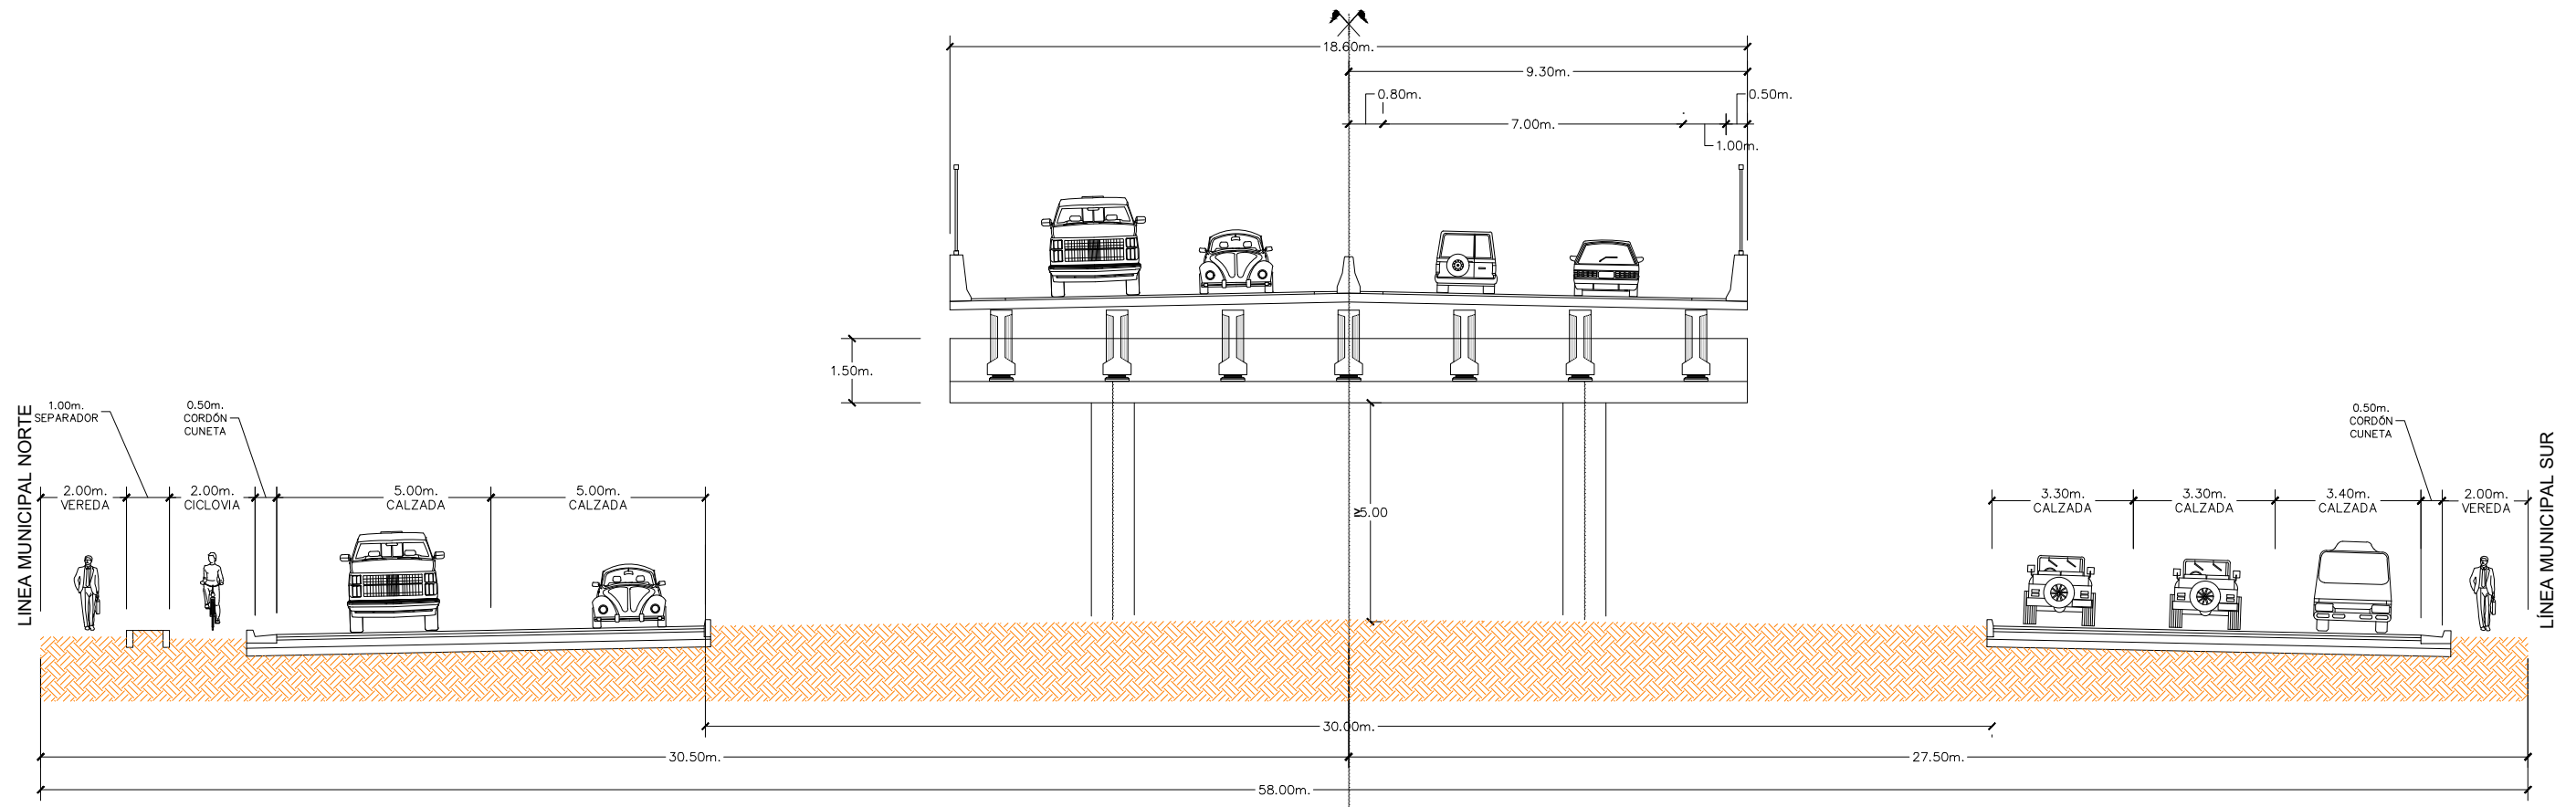 18.60m.
9.30m.
0.80m.
0.50m.
7.00m.
1.00m.
1.50m.
LINEA MUNICIPAL NORTE
1.00m.
SEPARADOR
0.50m.
CORDÓN
CUNETA
2.00m.
VEREDA
2.00m.
CICLOVIA
5.00m.
CALZADA
5.00m.
CALZADA
≥5.00
0.50m.
CORDÓN
CUNETA
3.30m.
CALZADA
3.30m.
CALZADA
3.40m.
CALZADA
2.00m.
VEREDA
LÍNEA MUNICIPAL SUR
30.00m.
30.50m.
27.50m.
58.00m.